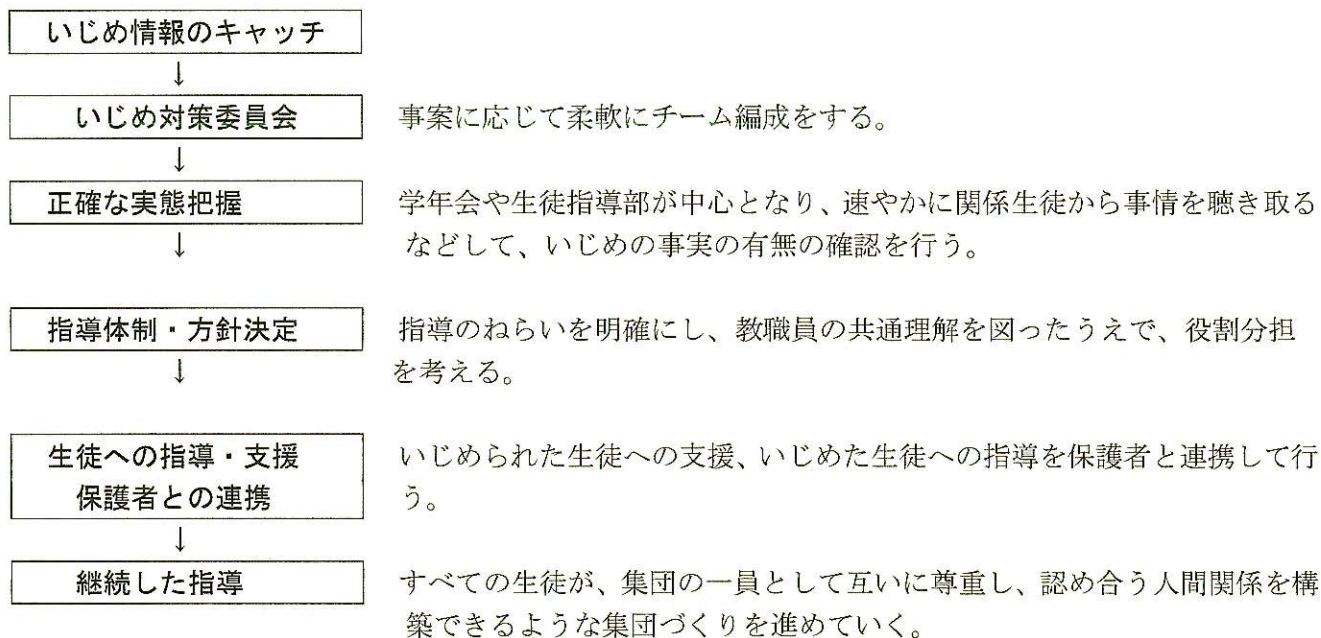 いじめ情報のキャッチ
↓
いじめ対策委員会
事案に応じて柔軟にチーム編成をする。
↓
正確な実態把握
学年会や生徒指導部が中心となり、速やかに関係生徒から事情を聴き取る
などして、いじめの事実の有無の確認を行う。
↓
指導体制・方針決定
指導のねらいを明確にし、教職員の共通理解を図ったうえで、役割分担
を考える。
↓
生徒への指導・支援
保護者との連携
いじめられた生徒への支援、いじめた生徒への指導を保護者と連携して行
う。
↓
継続した指導
すべての生徒が、集団の一員として互いに尊重し、認め合う人間関係を構
築できるような集団づくりを進めていく。